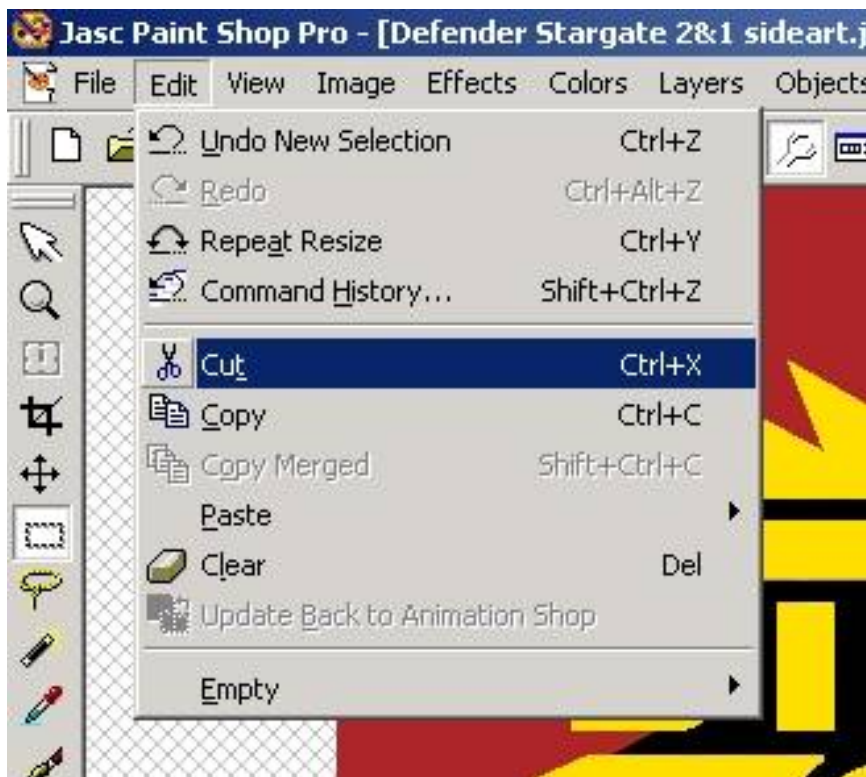 Jasc Paint Shop Pro - [Defender Stargate 2&1 sideart.j
File Edit View Image Effects Colors Layers Objects
Undo New Selection Ctrl+Z
Redo Ctrl+Alt+Z
Repeat Resize Ctrl+Y
Command History... Shift+Ctrl+Z
Cut Ctrl+X
Copy Ctrl+C
Copy Merged Shift+Ctrl+C
Paste
Clear Del
Update Back to Animation Shop
Empty